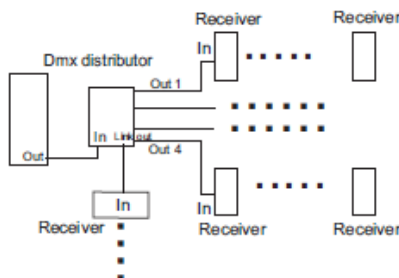 Receiver
Receiver
In
Dmx distributor
Out 1
In
Link out
Out
Out 4
In
In
Receiver
Receiver
Receiver